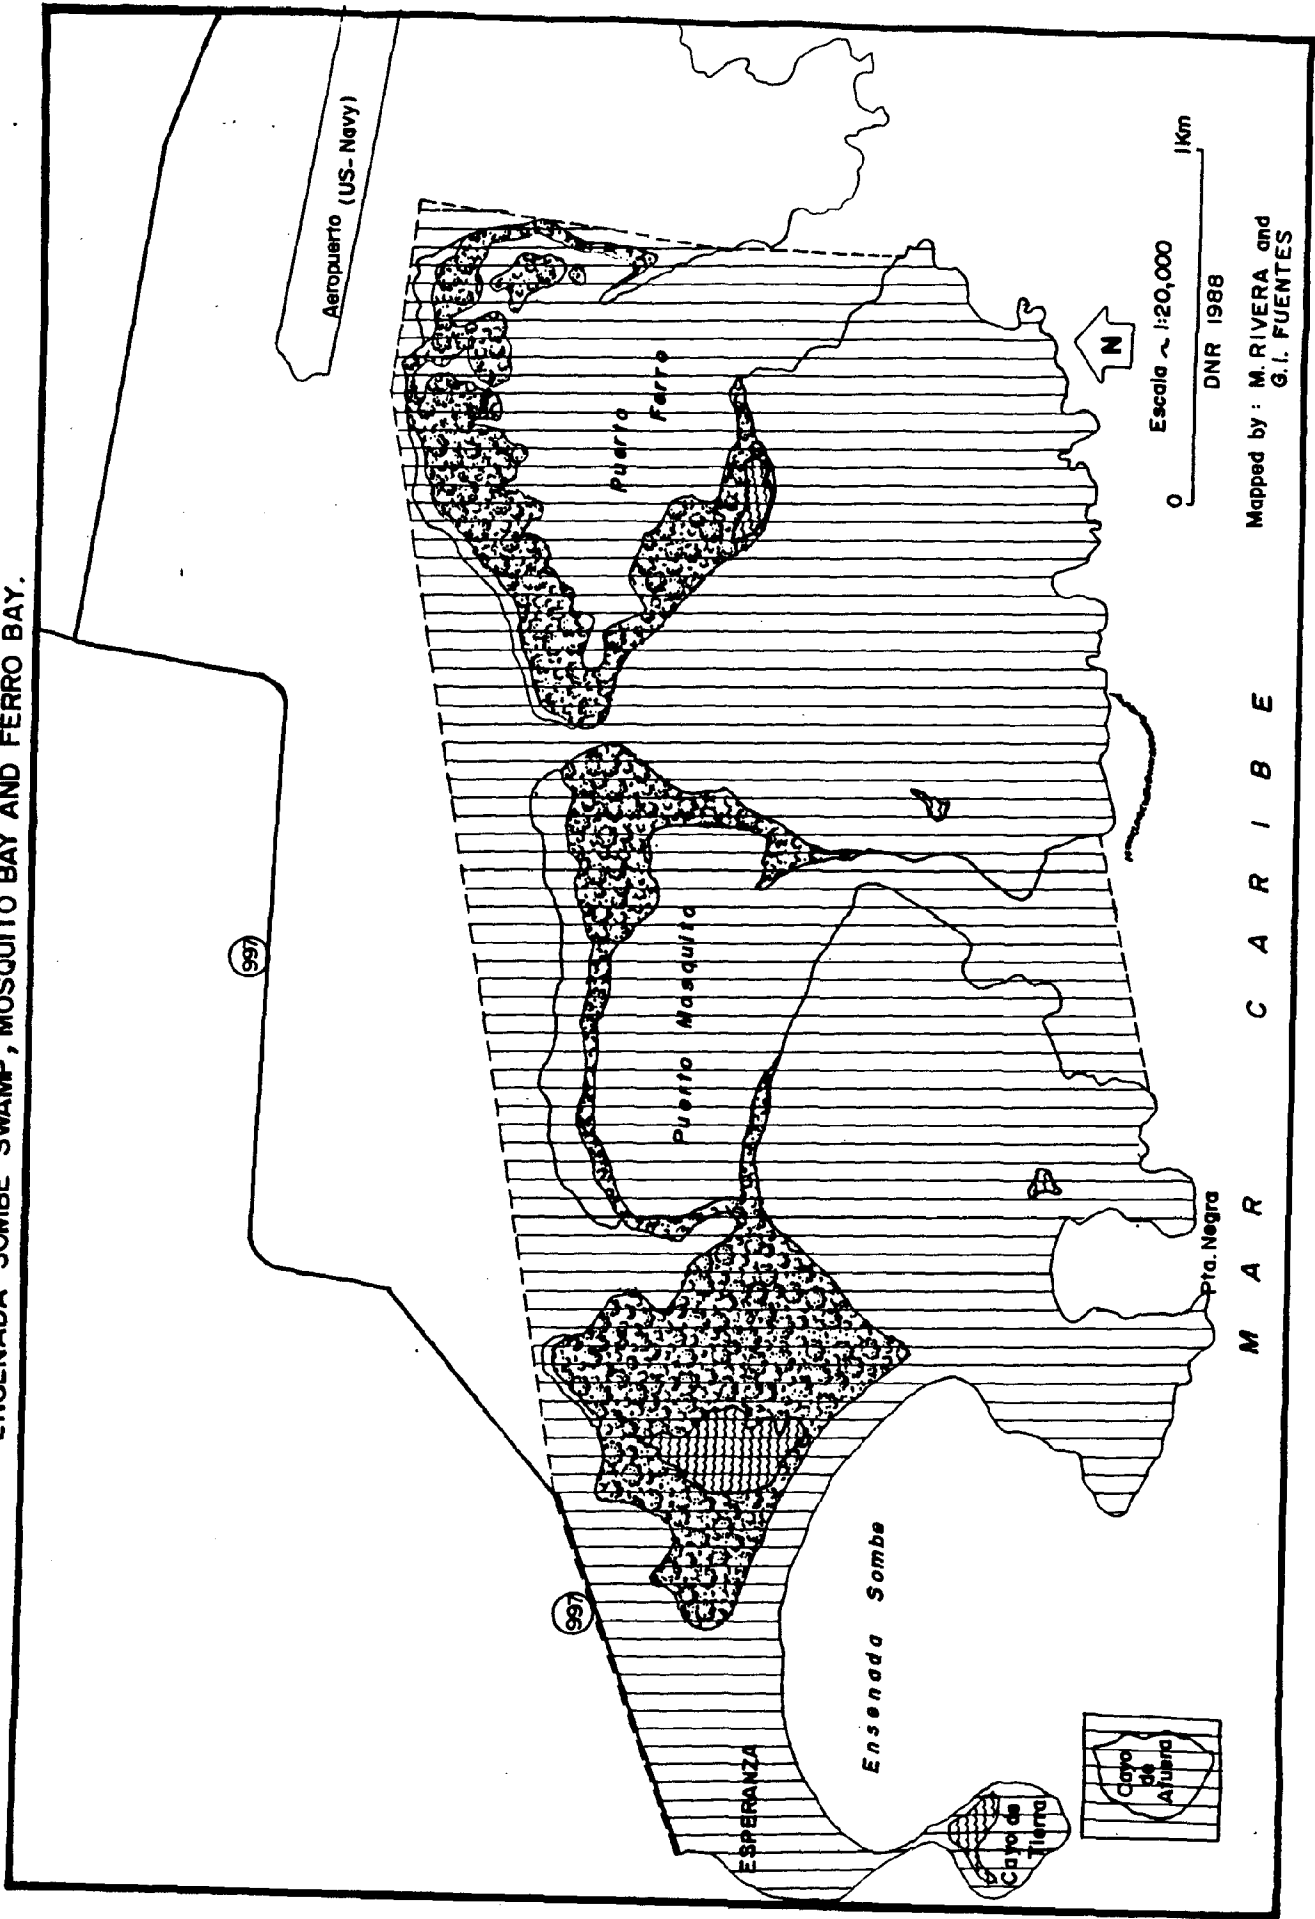 ENSENADA SOMBE SWAMP, MOSQUITO BAY AND FERRO BAY.
997
Aeropuerto (US-Navy)
997
Puerto Ferro
Puerto Mosquito
ESPERANZA
Ensenada Sombe
Cayo de
Tierra
Cayo
de
Afuera
Pta. Negra
MAR CARIBE
N
Escala ~ 1:20,000
0 1Km
DNR 1988
Mapped by: M. RIVERA and
G.I. FUENTES